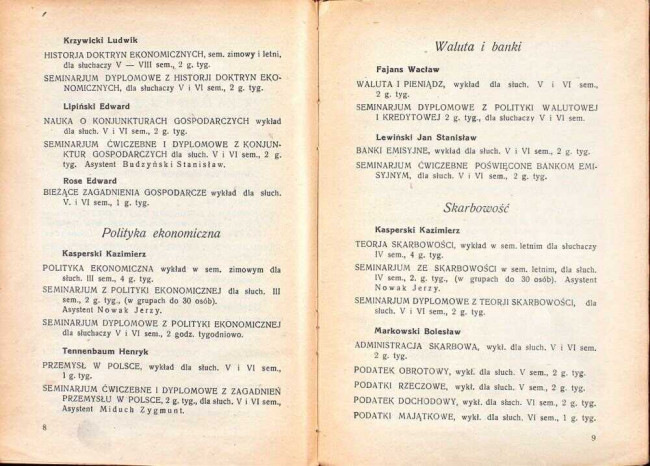 Krzywicki Ludwik
HISTORJA DOKTRYN EKONOMICZNYCH, sem. zimowy i letni,
dla słuchaczy V — VIII sem., 2 g. tyg.
SEMINARJUM DYPLOMOWE Z HISTORJI DOKTRYN EKO-
NOMICZNYCH, dla słuchaczy V i VI sem., 2 g. tyg.
Lipiński Edward
NAUKA O KONJUNKTURACH GOSPODARCZYCH wykład
dla słuch. V i VI sem., 2 g. tyg.
SEMINARJUM ĆWICZEBNE I DYPLOMOWE Z KONJUN-
KTUR GOSPODARCZYCH dla słuch. V i VI sem., 2 g.
tyg. Asystent Budzyński Stanisław.
Rose Edward
BIEŻĄCE ZAGADNIENIA GOSPODARCZE wykład dla słuch.
V. i VI sem., 1 g. tyg.
Polityka ekonomiczna
Kasperski Kazimierz
POLITYKA EKONOMICZNA wykład w sem. zimowym dla
słuch. III sem., 4 g. tyg.
SEMINARJUM Z POLITYKI EKONOMICZNEJ dla słuch. III
sem., 2 g. tyg., (w grupach do 30 osób).
Asystent Nowak Jerzy.
SEMINARJUM DYPLOMOWE Z POLITYKI EKONOMICZNEJ
dla słuchaczy V i VI sem., 2 godz. tygodniowo.
Tennenbaum Henryk
PRZEMYSŁ W POLSCE, wykład dla słuch. V i VI sem.,
1 g. tyg.
SEMINARJUM ĆWICZEBNE I DYPLOMOWE Z ZAGADNIEŃ
PRZEMYSŁU W POLSCE, 2 g. tyg., dla słuch. V i VI sem.,
Asystent Miduch Zygmunt.
8
Waluta i banki
Fajans Wacław
WALUTA I PIENIĄDZ, wykład dla słuch. V i VI sem.,
2 g. tyg.
SEMINARJUM DYPLOMOWE Z POLITYKI WALUTOWEJ
I KREDYTOWEJ 2 g. tyg., dla słuchaczy V i VI sem.
Lewiński Jan Stanisław
BANKI EMISYJNE, wykład dla słuch. V i VI sem., 2 g. tyg.
SEMINARJUM ĆWICZEBNE POŚWIĘCONE BANKOM EMI-
SYJNYM, dla słuch. V i VI sem., 2 g. tyg.
Skarbowość
Kasperski Kazimierz
TEORJA SKARBOWOŚCI, wykład w sem. letnim dla słuchaczy
IV sem., 4 g. tyg.
SEMINARJUM ZE SKARBOWOŚCI w sem. letnim, dla słuch.
IV sem., 2. g. tyg., (w grupach do 30 osób). Asystent
Nowak Jerzy.
SEMINARJUM DYPLOMOWE Z TEORJI SKARBOWOŚCI, dla
słuch. V i VI sem., 2 g. tyg.
Markowski Bolesław
ADMINISTRACJA SKARBOWA, wykł. dla słuch. V i VI sem.
2 g. tyg.
PODATEK OBROTOWY, wykł. dla słuch. V sem., 2 g. tyg.
PODATKI RZECZOWE, wykł. dla słuch. V sem., 2 g. tyg.
PODATEK DOCHODOWY, wykł. dla słuch. VI sem., 2 g. tyg.
PODATKI MAJĄTKOWE, wykł. dla słuch. VI sem., 1 g. tyg.
9